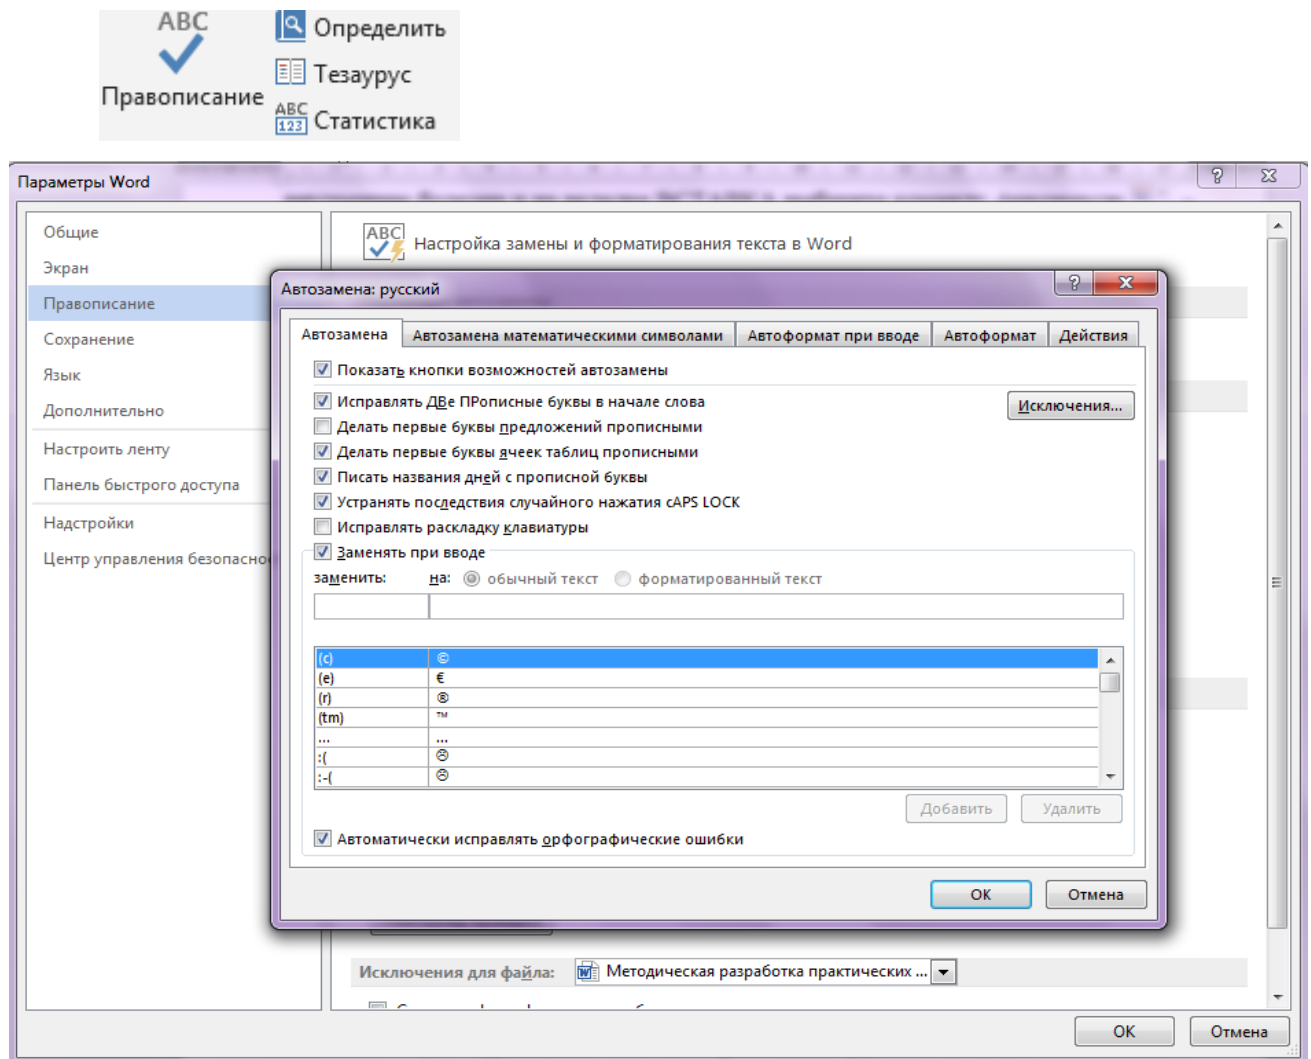 ABC
Правописание
Определить
Тезаурус
ABC
123 Статистика
Параметры Word
Общие
Экран
Правописание
Сохранение
Язык
Дополнительно
Настроить ленту
Панель быстрого доступа
Надстройки
Центр управления безопасно
ABC Настройка замены и форматирования текста в Word
Автозамена: русский
Автозамена Автозамена математическими символами Автоформат при вводе Автоформат Действия
Показать кнопки возможностей автозамены
Исправлять ДВе ПРописные буквы в начале слова
Исключения...
Делать первые буквы предложений прописными
Делать первые буквы ячеек таблиц прописными
Писать названия дней с прописной буквы
Устранять последствия случайного нажатия cAPS LOCK
Исправлять раскладку клавиатуры
Заменять при вводе
заменить: на: обычный текст форматированный текст
(c) ©
(e) €
(r) ®
(tm) ™
... ...
:( ☹
:-( ☹
Добавить Удалить
Автоматически исправлять орфографические ошибки
ОК Отмена
Исключения для файла: Методическая разработка практических ...
ОК Отмена